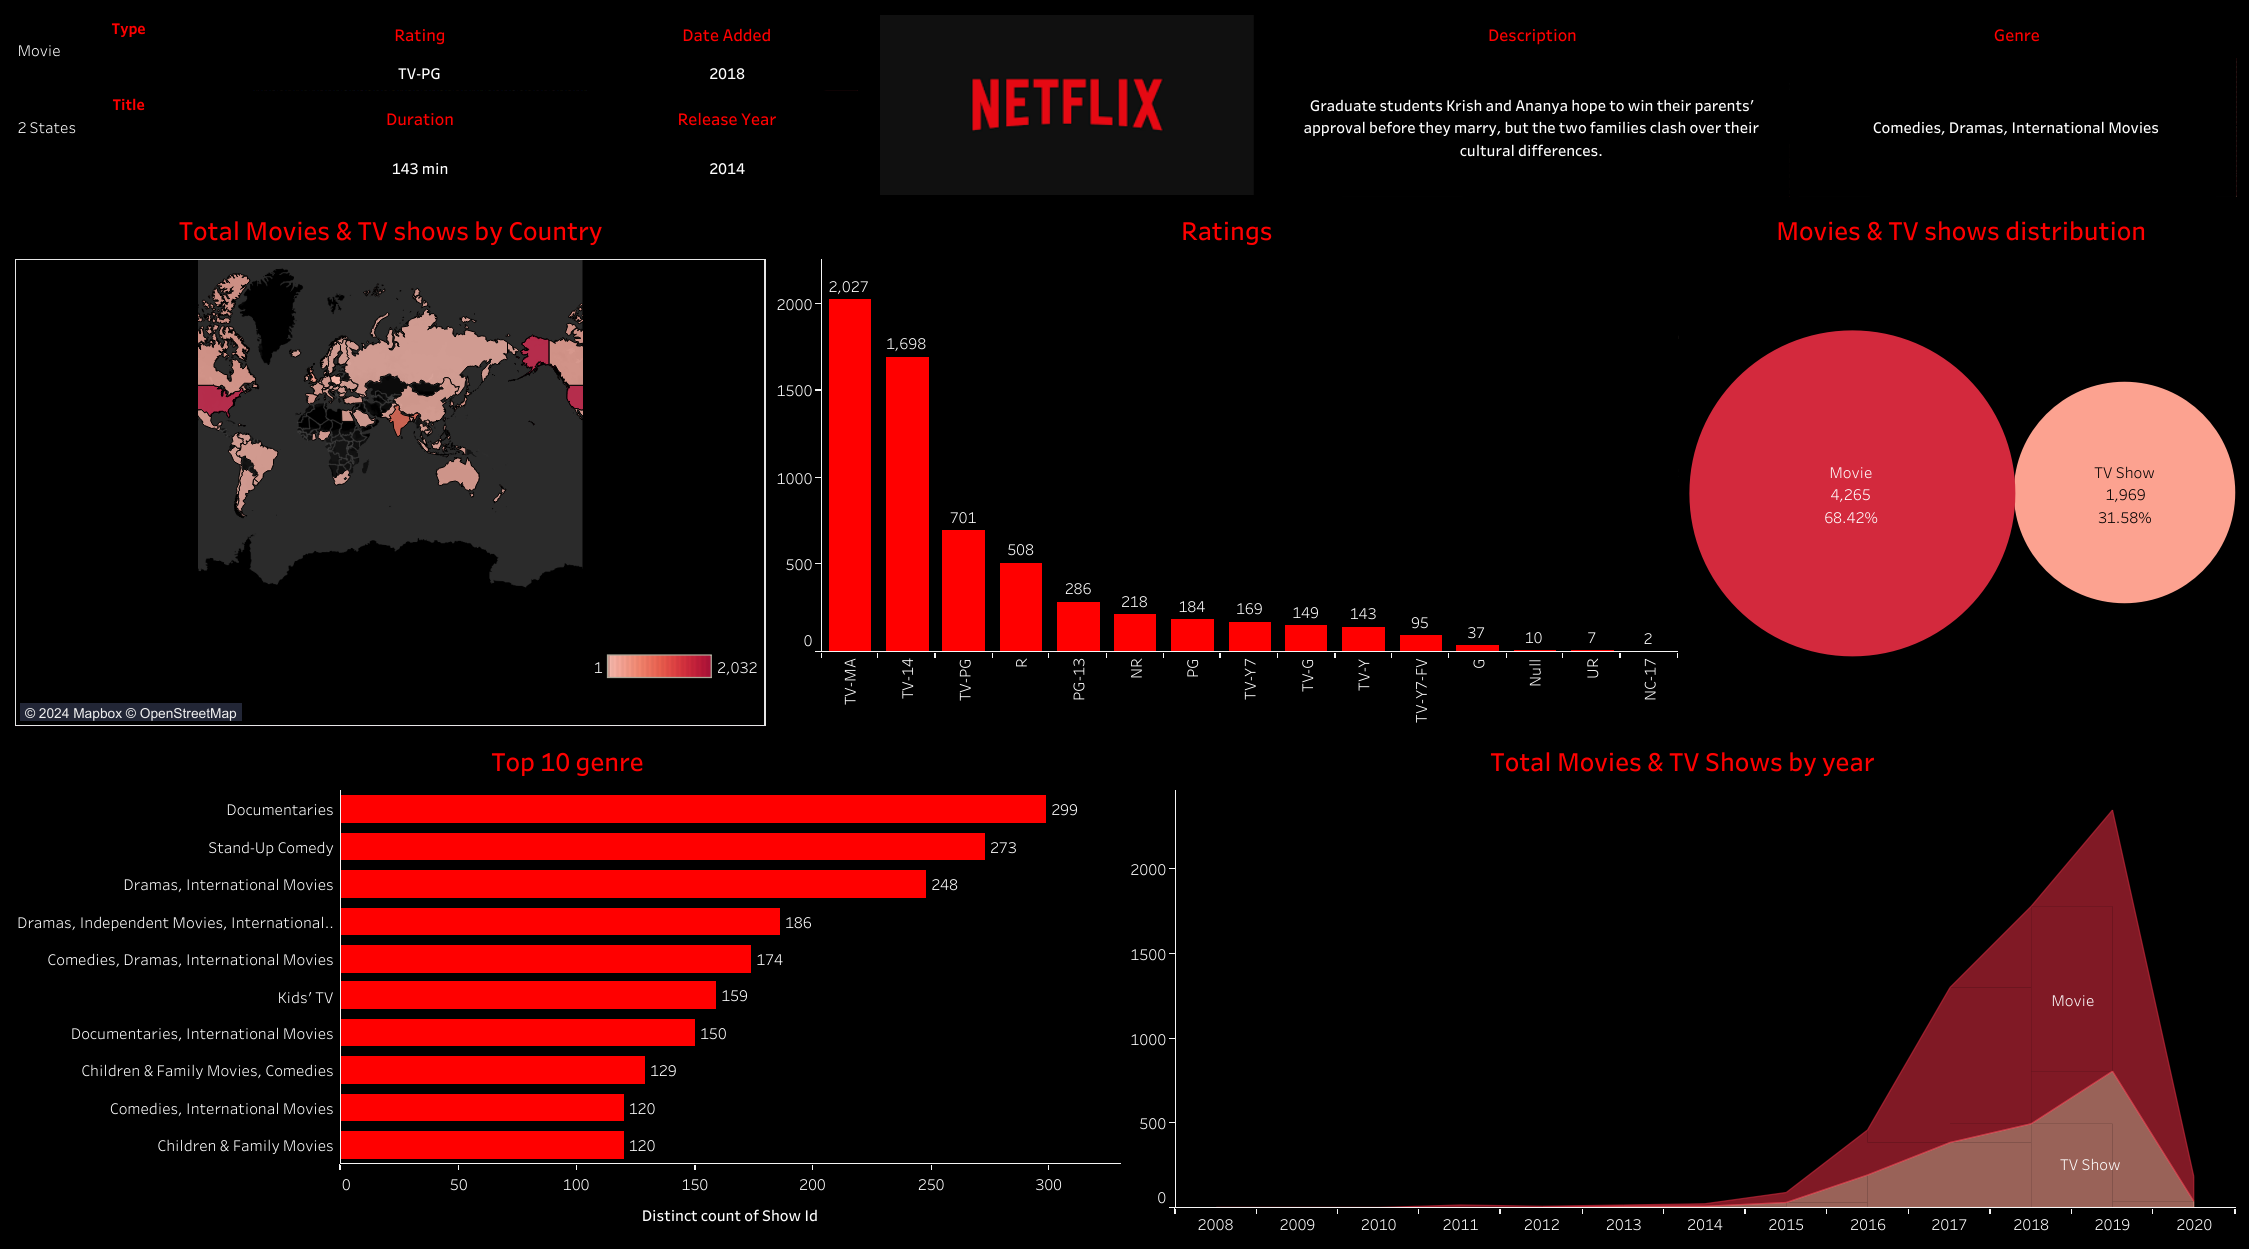 Type
Movie
Title
2 States
Rating
TV-PG
Duration
143 min
Date Added
2018
Release Year
2014
NETFLIX
Description
Graduate students Krish and Ananya hope to win their parents’
approval before they marry, but the two families clash over their
cultural differences.
Genre
Comedies, Dramas, International Movies
Total Movies & TV shows by Country
1
2,032
© 2024 Mapbox © OpenStreetMap
Ratings
2000
1500
1000
500
0
2,027
1,698
701
508
286
218
184
169
149
143
95
37
10
7
2
TV-MA
TV-14
TV-PG
R
PG-13
NR
PG
TV-Y7
TV-G
TV-Y
TV-Y7-FV
G
Null
UR
NC-17
Movies & TV shows distribution
Movie
4,265
68.42%
TV Show
1,969
31.58%
Top 10 genre
Documentaries 299
Stand-Up Comedy 273
Dramas, International Movies 248
Dramas, Independent Movies, International.. 186
Comedies, Dramas, International Movies 174
Kids’ TV 159
Documentaries, International Movies 150
Children & Family Movies, Comedies 129
Comedies, International Movies 120
Children & Family Movies 120
0 50 100 150 200 250 300
Distinct count of Show Id
Total Movies & TV Shows by year
2000
1500
1000
500
0
Movie
TV Show
2008 2009 2010 2011 2012 2013 2014 2015 2016 2017 2018 2019 2020